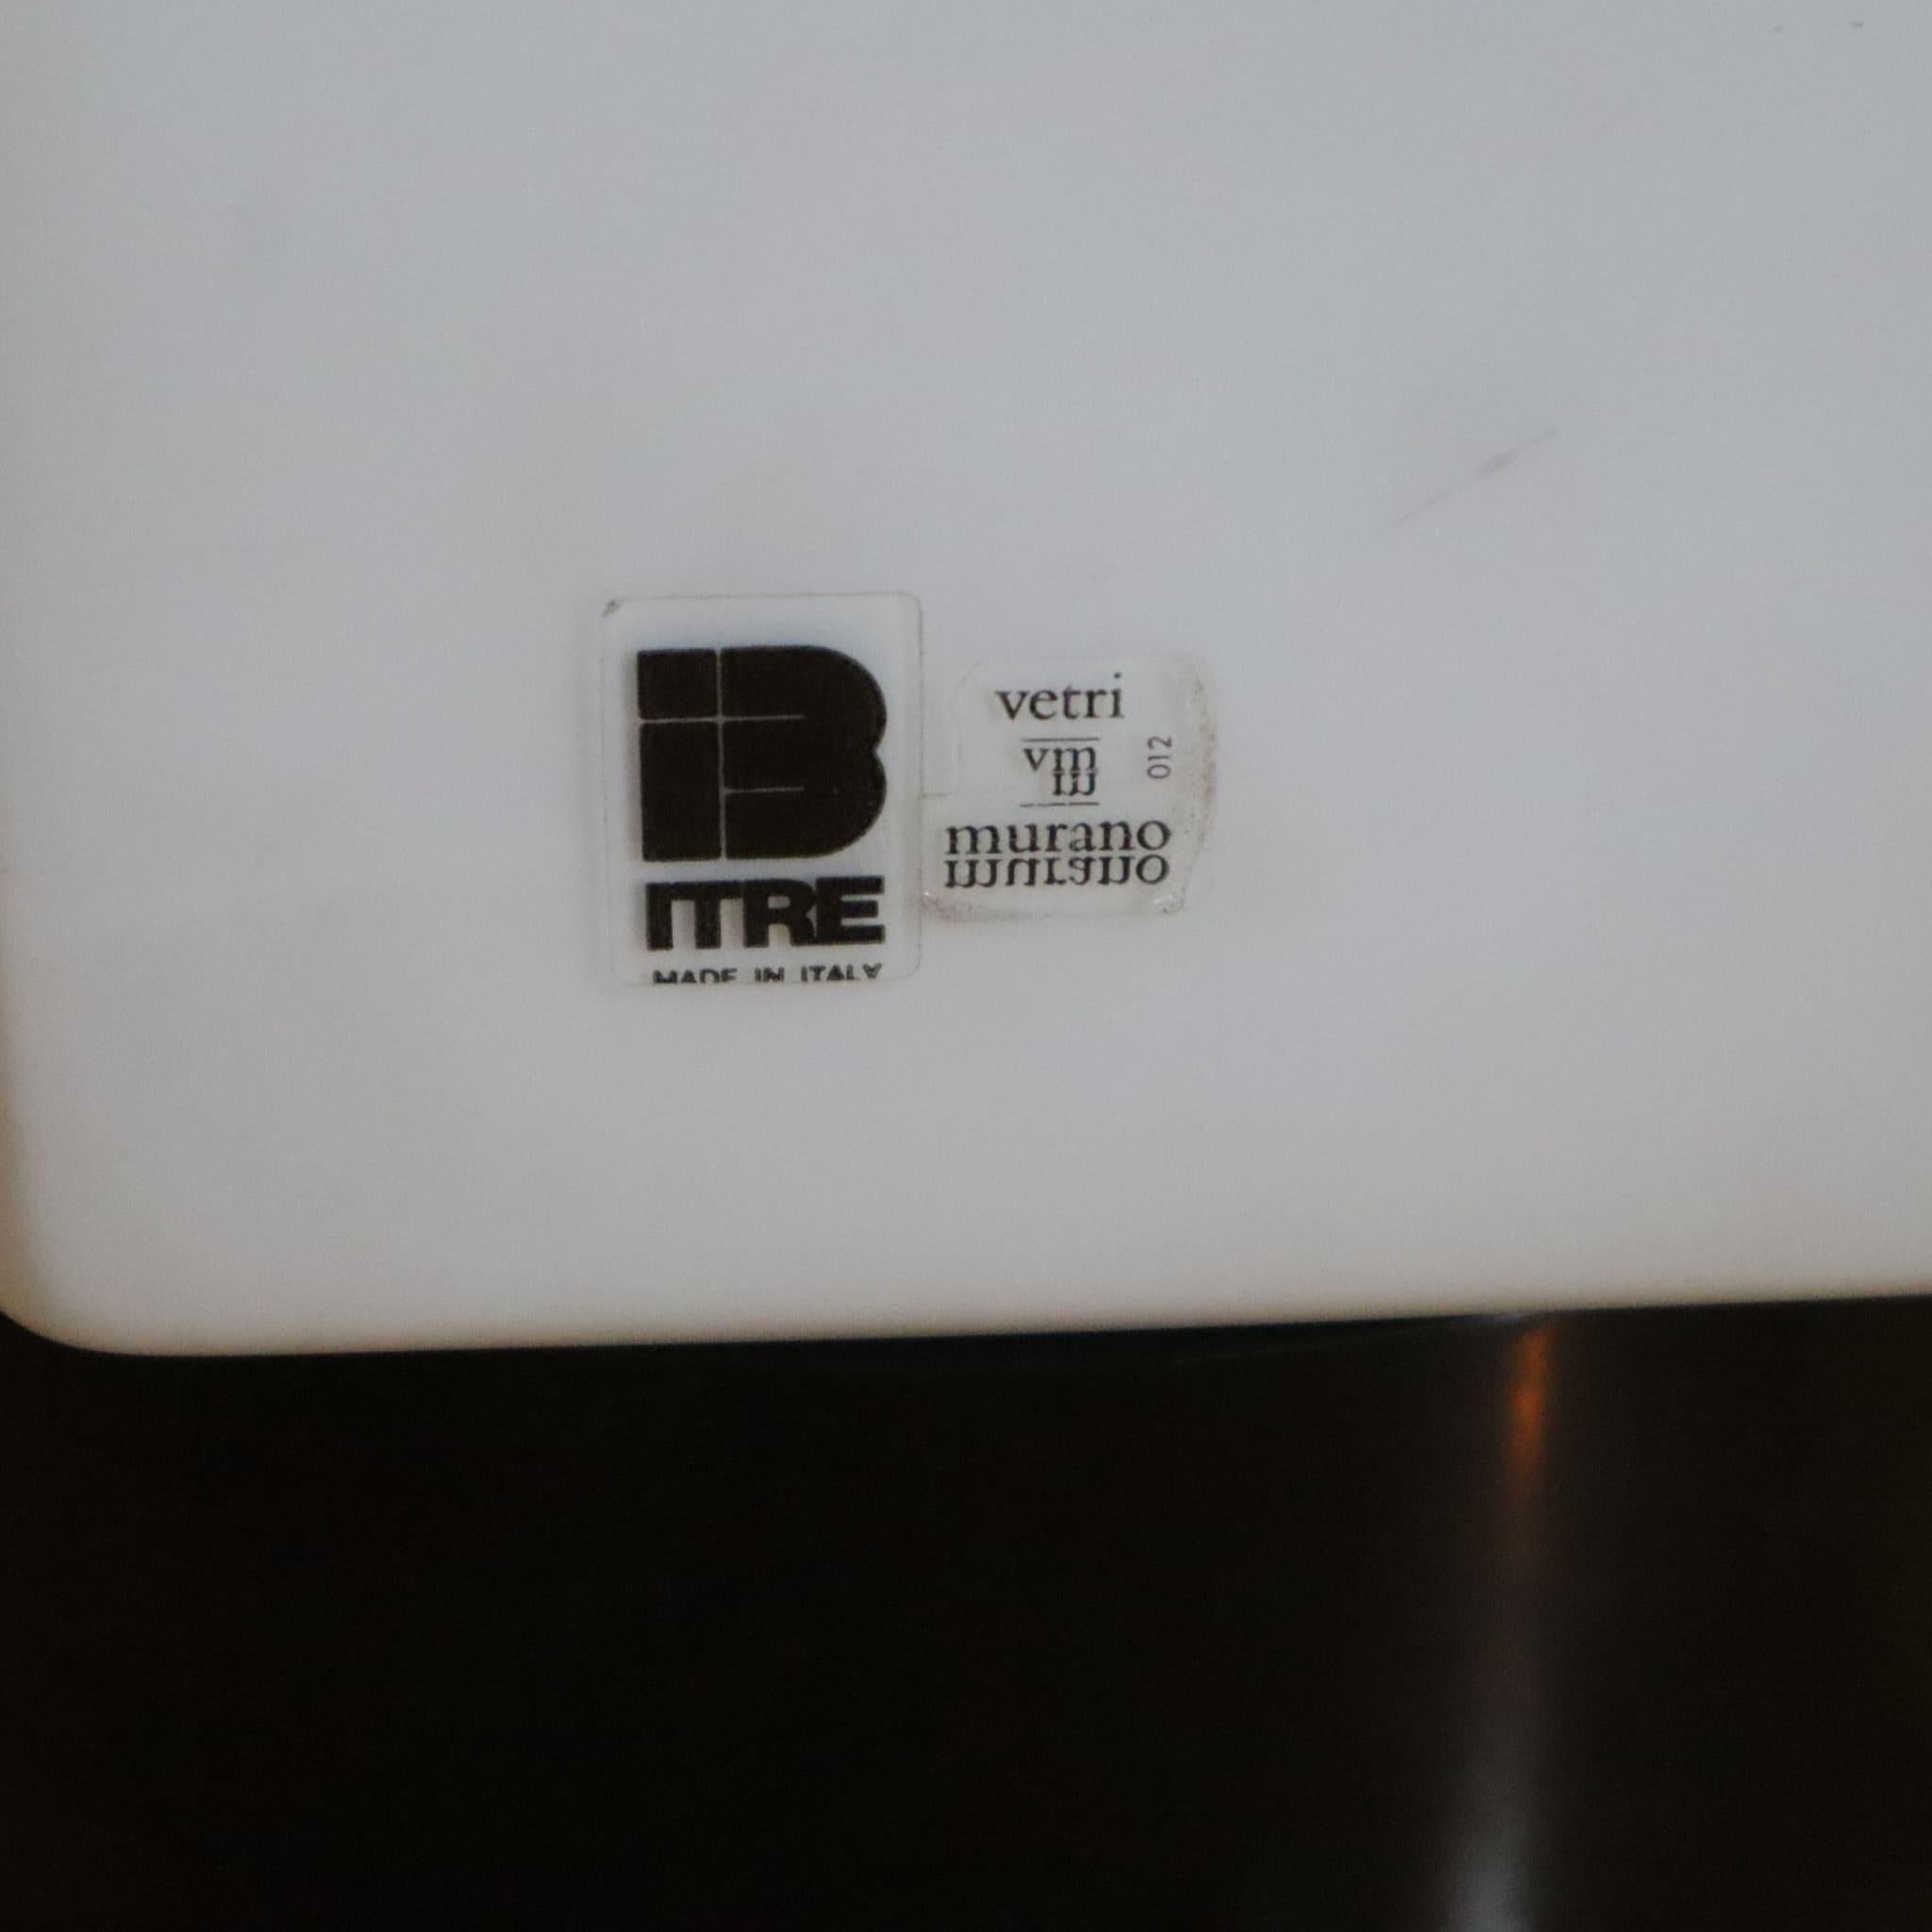 ITRE
MADE IN ITALY
vetri
vm
012
murano